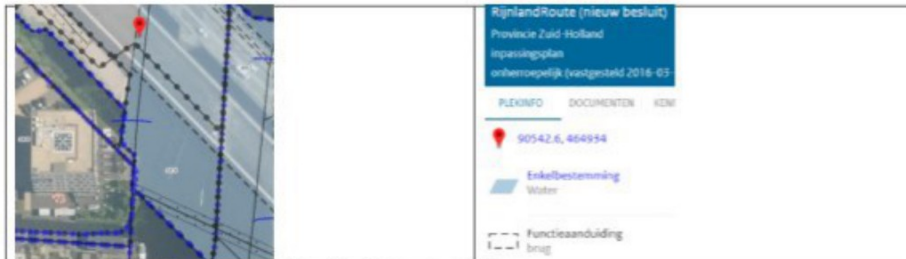 RijnlandRoute (nieuw besluit)
Provincie Zuid-Holland
inpassingsplan
onherroepelijk (vastgesteld 2016-03-
PLEKINFO DOCUMENTEN KENM
90542.6, 464934
Enkelbestemming
Water
Functieaanduiding
brug